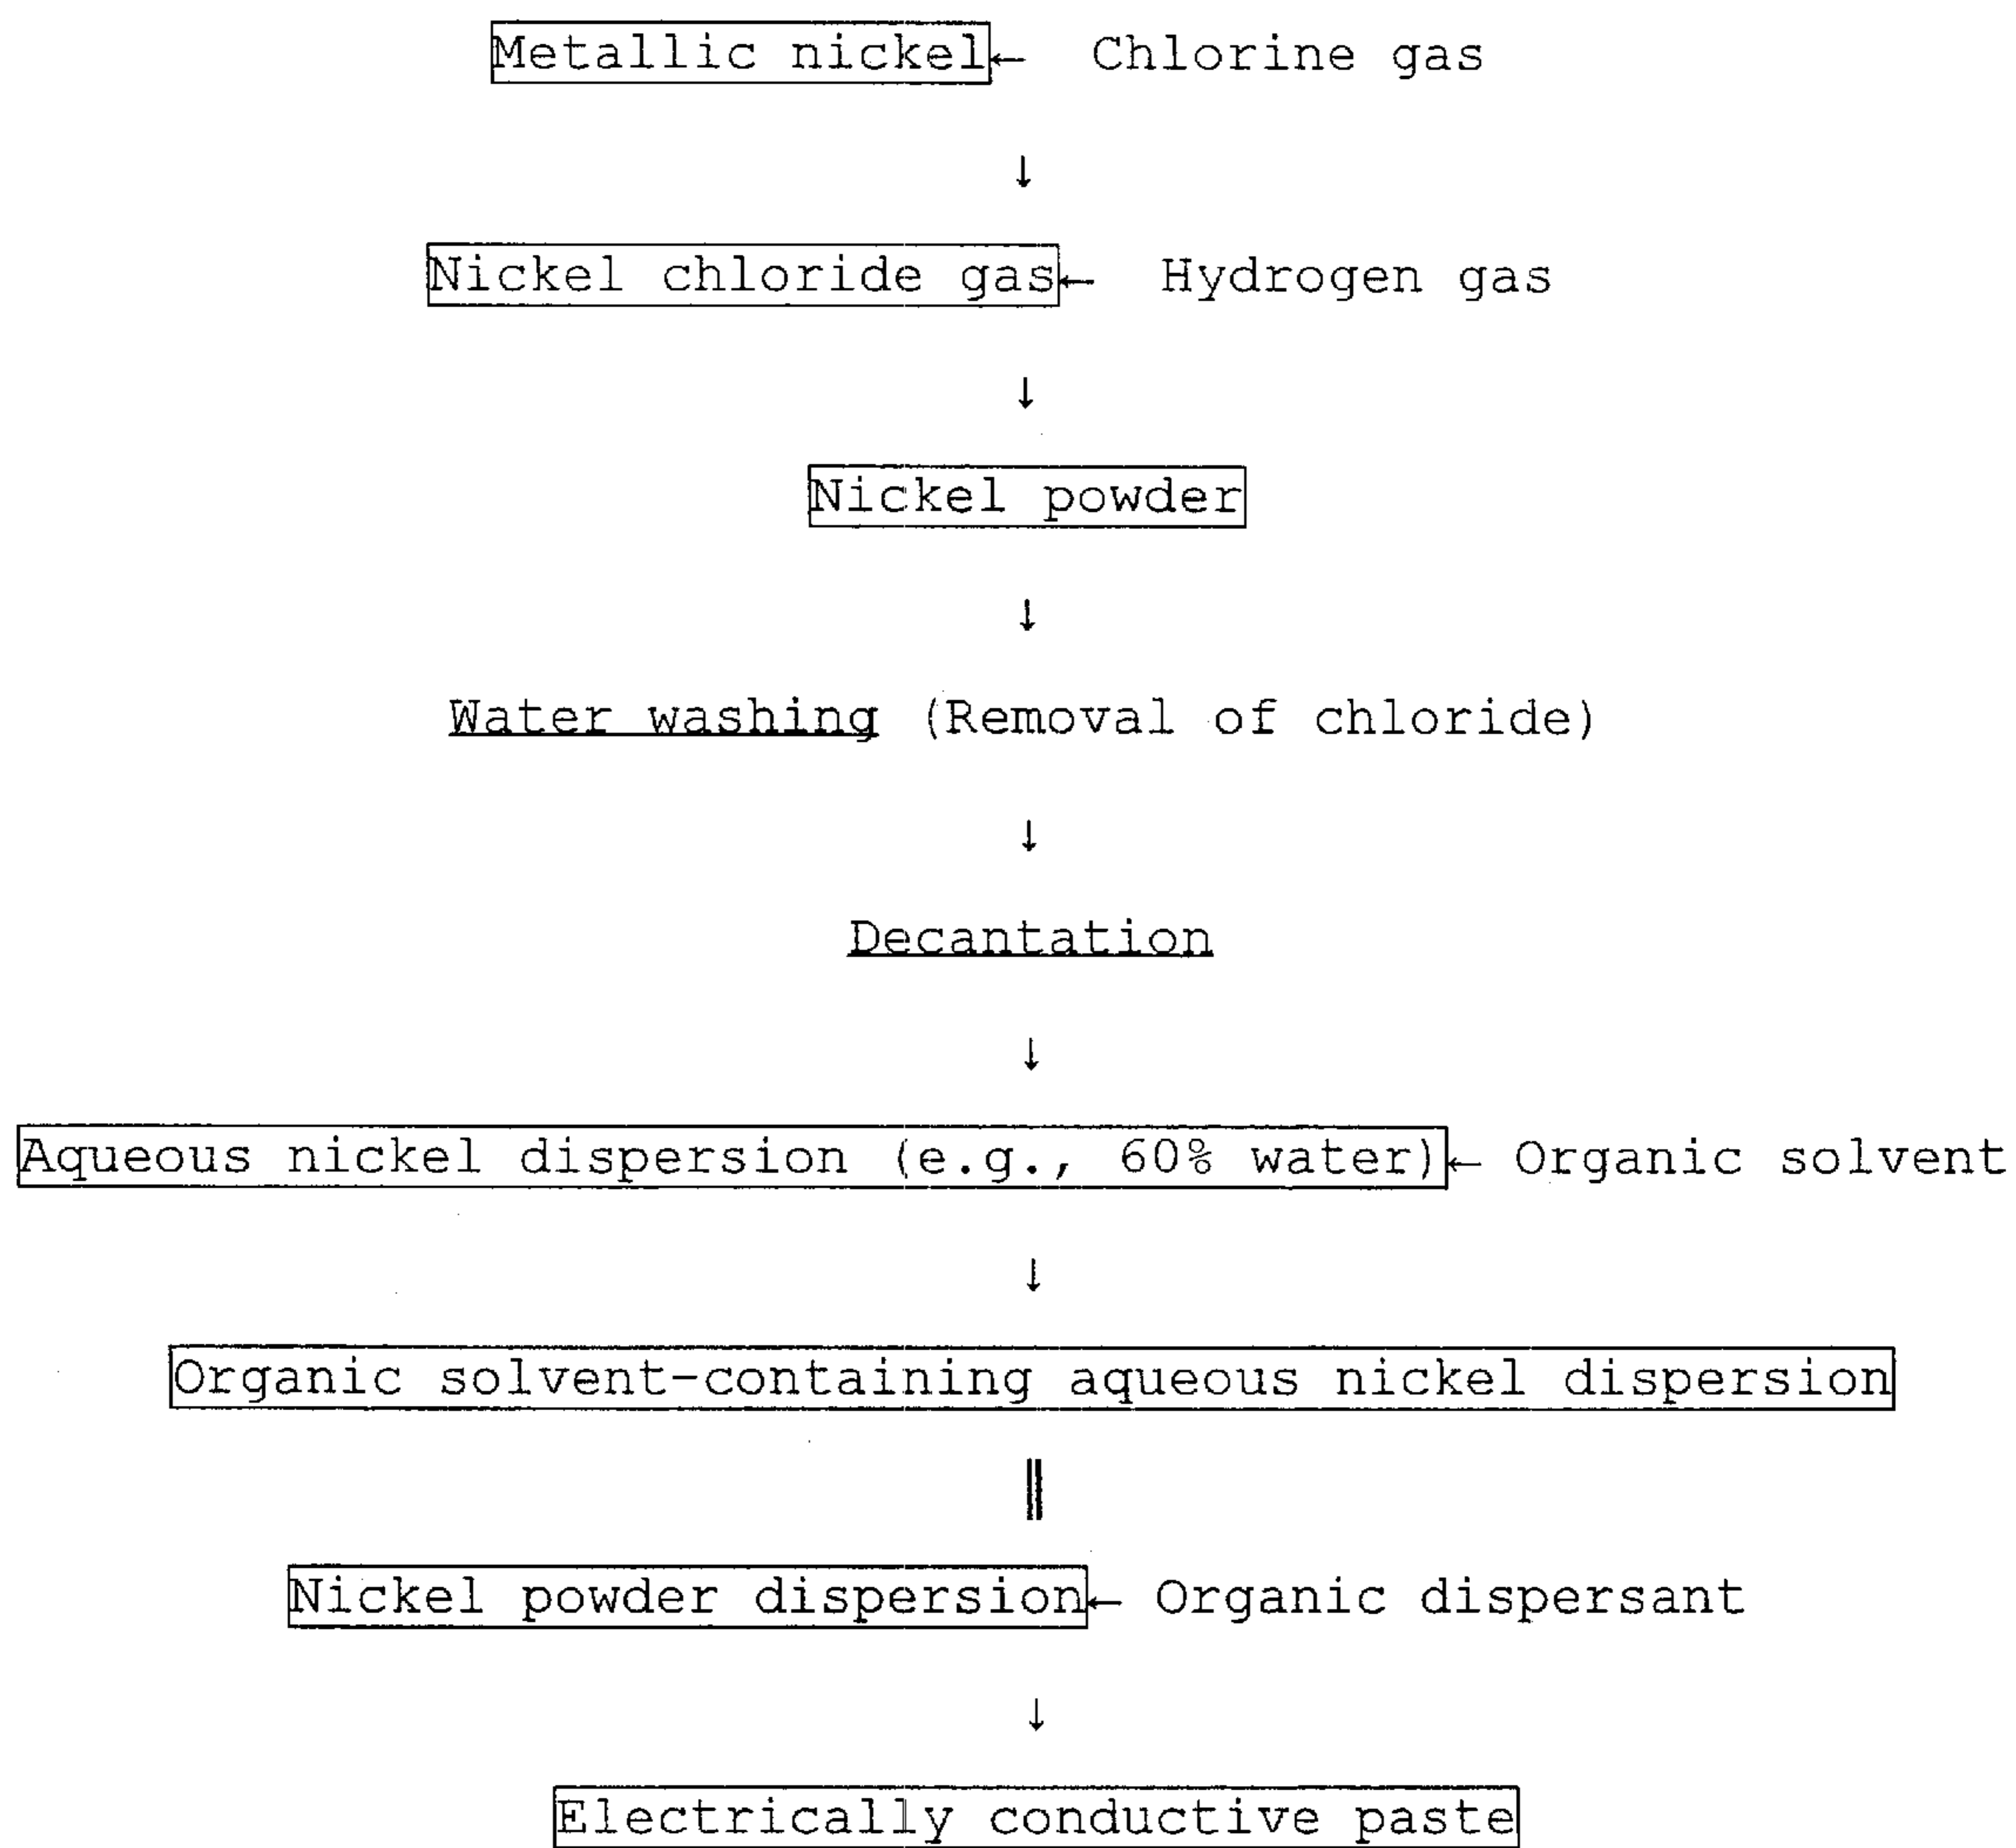 Metallic nickel← Chlorine gas
↓
Nickel chloride gas← Hydrogen gas
↓
Nickel powder
↓
Water washing (Removal of chloride)
↓
Decantation
↓
Aqueous nickel dispersion (e.g., 60% water)← Organic solvent
↓
Organic solvent-containing aqueous nickel dispersion
‖
Nickel powder dispersion← Organic dispersant
↓
Electrically conductive paste